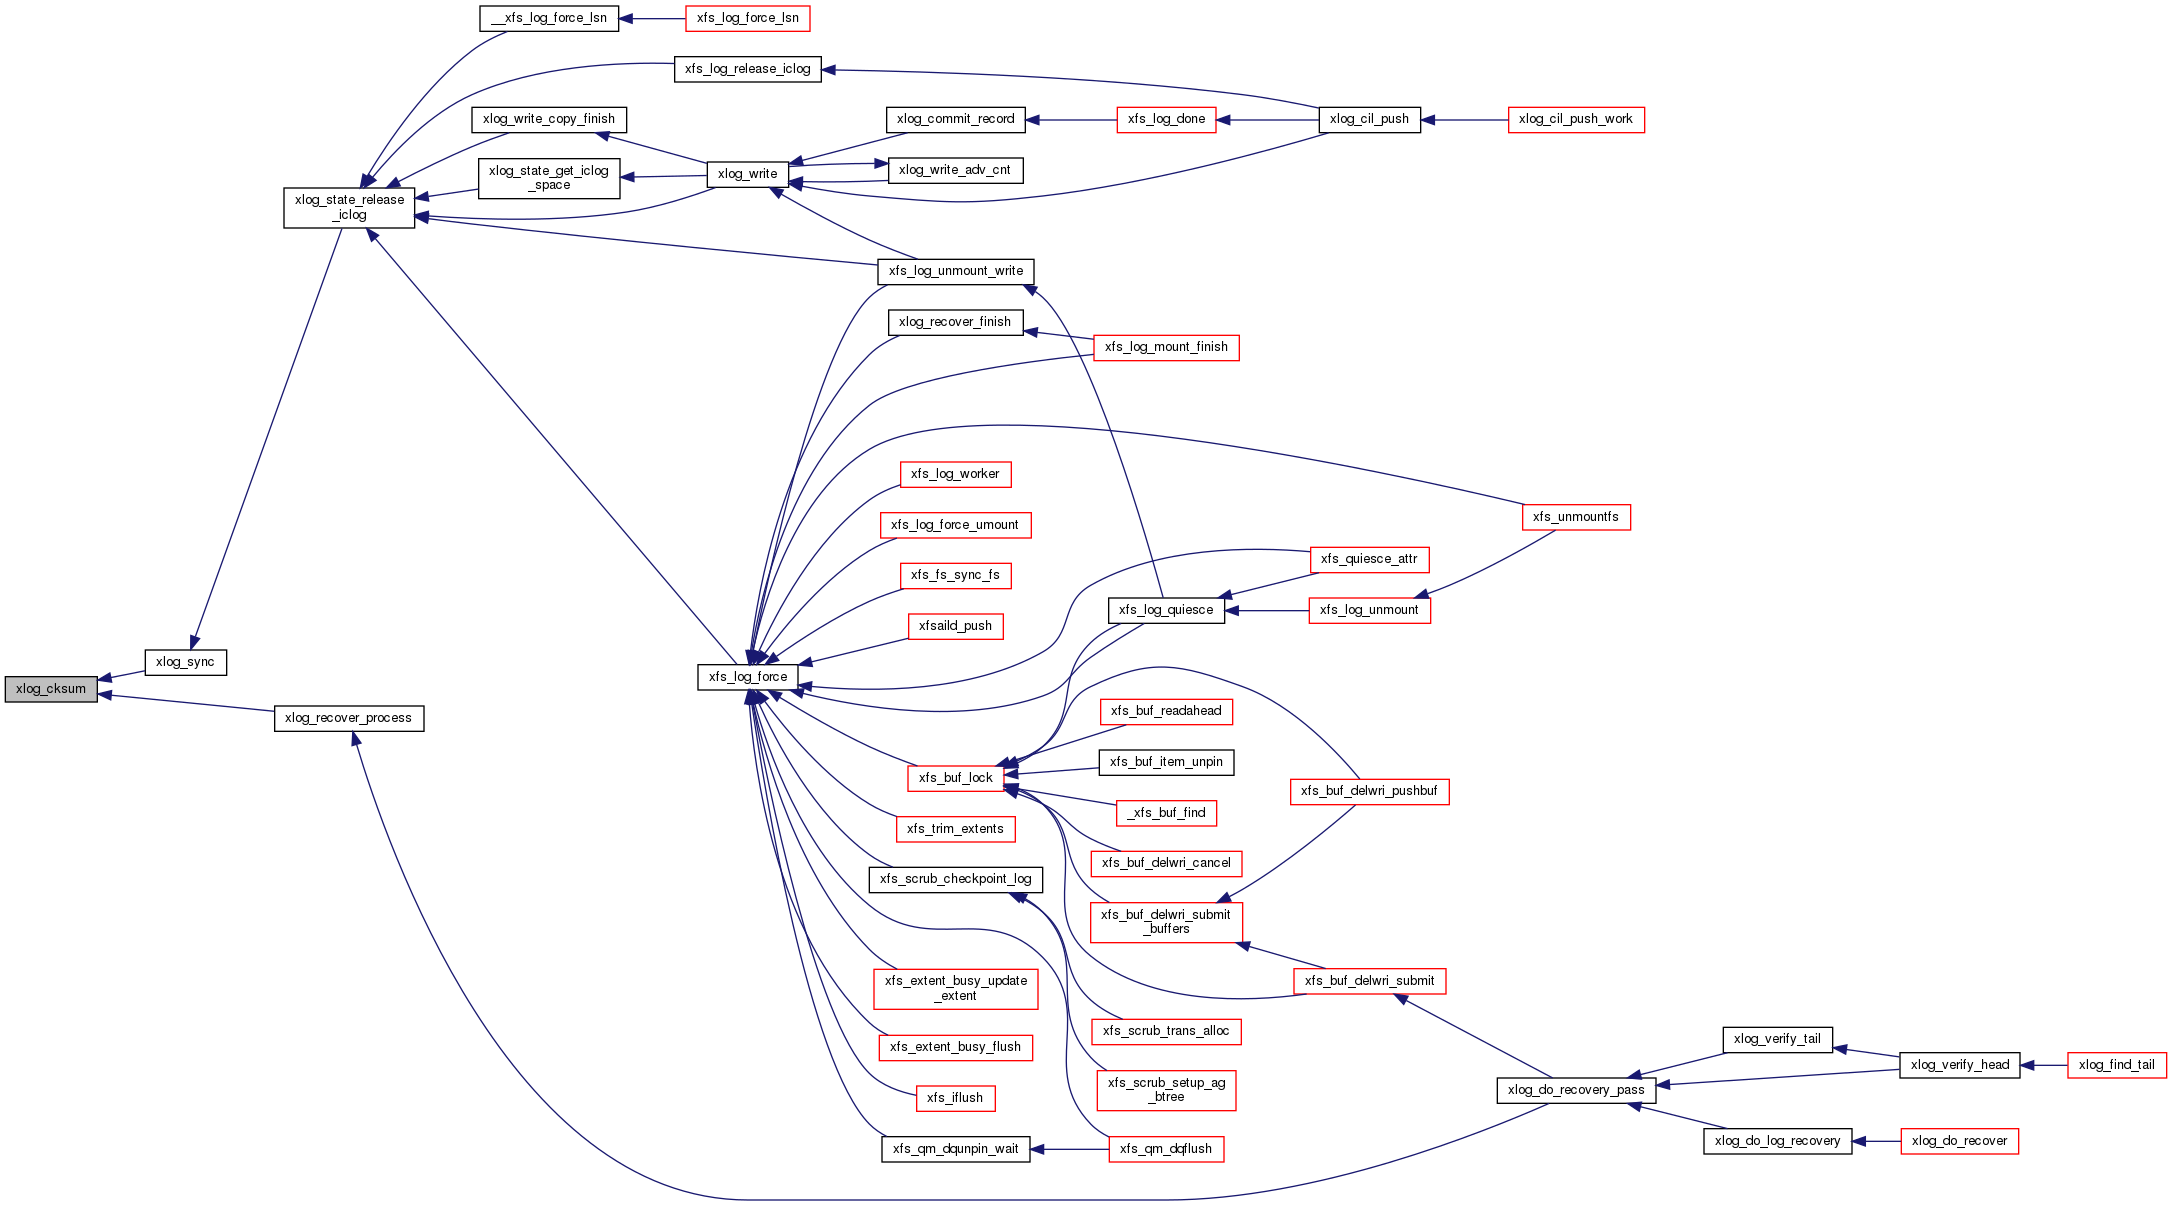 __xfs_log_force_lsn
xfs_log_force_lsn
xfs_log_release_iclog
xlog_write_copy_finish
xlog_commit_record
xfs_log_done
xlog_cil_push
xlog_cil_push_work
xlog_state_get_iclog
_space
xlog_write
xlog_write_adv_cnt
xlog_state_release
_iclog
xfs_log_unmount_write
xlog_recover_finish
xfs_log_mount_finish
xfs_log_worker
xfs_log_force_umount
xfs_unmountfs
xfs_quiesce_attr
xfs_fs_sync_fs
xfs_log_quiesce
xfs_log_unmount
xfsaild_push
xlog_sync
xfs_log_force
xlog_cksum
xlog_recover_process
xfs_buf_readahead
xfs_buf_item_unpin
xfs_buf_lock
xfs_buf_delwri_pushbuf
_xfs_buf_find
xfs_trim_extents
xfs_buf_delwri_cancel
xfs_scrub_checkpoint_log
xfs_buf_delwri_submit
_buffers
xfs_extent_busy_update
_extent
xfs_buf_delwri_submit
xfs_scrub_trans_alloc
xfs_extent_busy_flush
xlog_verify_tail
xlog_verify_head
xlog_find_tail
xfs_scrub_setup_ag
_btree
xfs_iflush
xlog_do_recovery_pass
xfs_qm_dqunpin_wait
xfs_qm_dqflush
xlog_do_log_recovery
xlog_do_recover